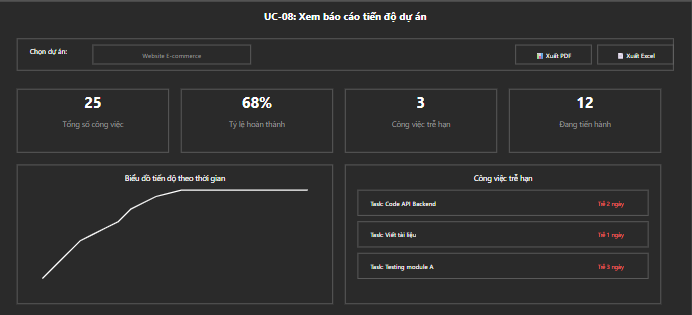 UC-08: Xem báo cáo tiến độ dự án
Chọn dự án:
Website E-commerce
Xuất PDF
Xuất Excel
25
Tổng số công việc
68%
Tỷ lệ hoàn thành
3
Công việc trễ hạn
12
Đang tiến hành
Biểu đồ tiến độ theo thời gian
Công việc trễ hạn
Task: Code API Backend
Trễ 2 ngày
Task: Viết tài liệu
Trễ 1 ngày
Task: Testing module A
Trễ 3 ngày